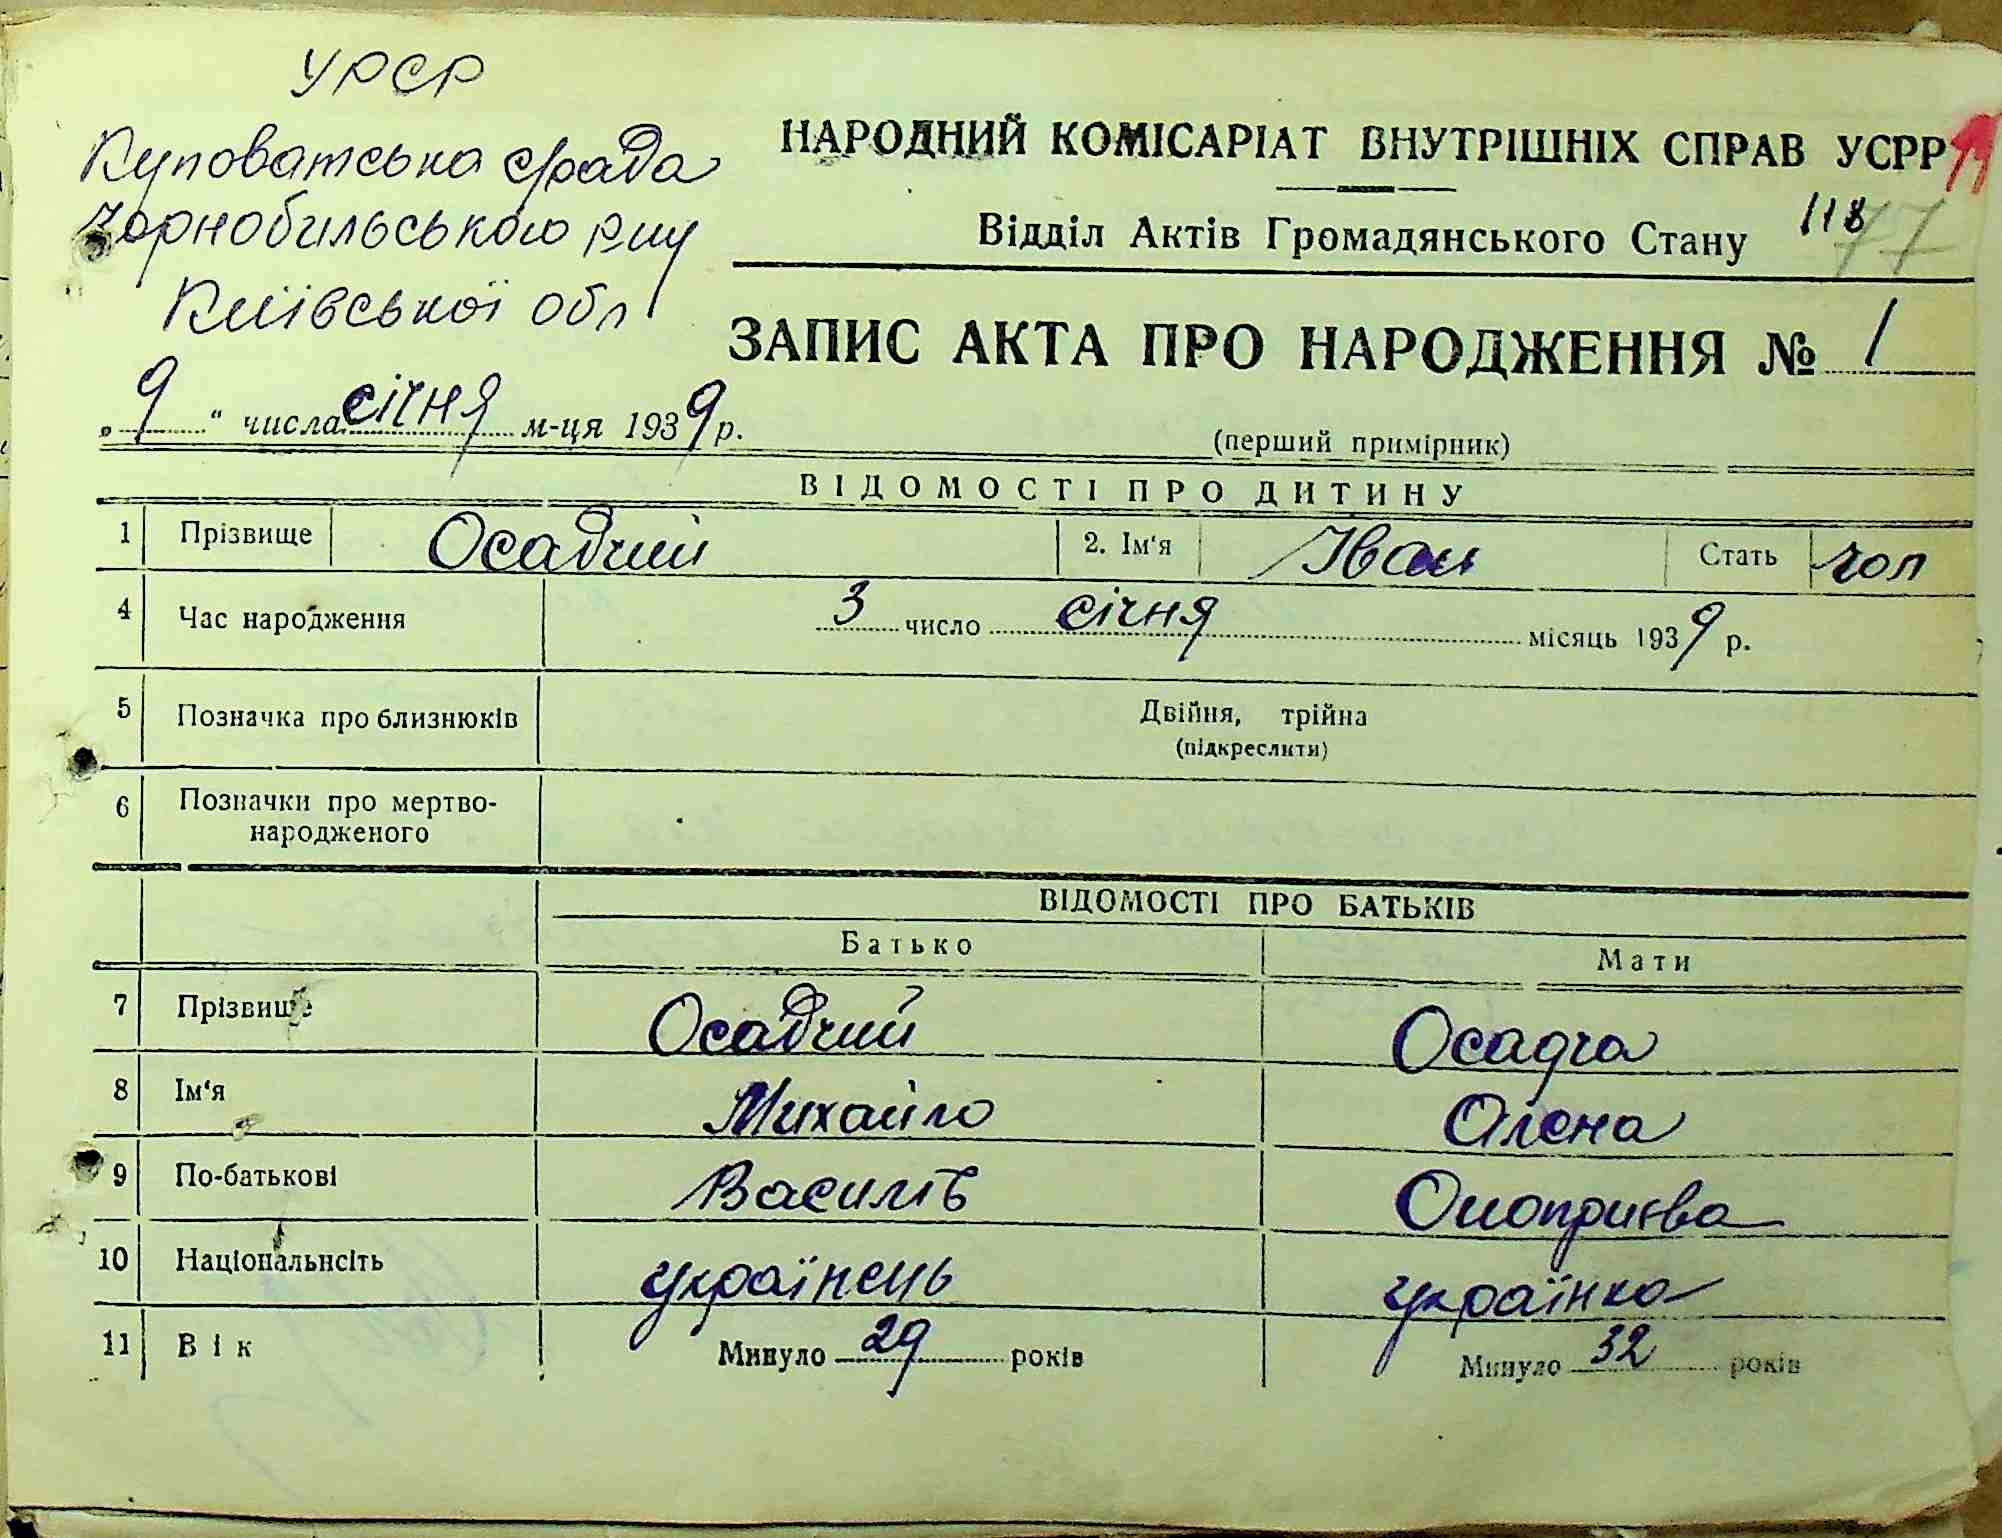 УРСР
Куповатська с/рада
Чорнобильського р-ну
Київської обл
НАРОДНИЙ КОМІСАРІАТ ВНУТРІШНІХ СПРАВ УСРР
Відділ Актів Громадянського Стану 118 77
ЗАПИС АКТА ПРО НАРОДЖЕННЯ № 1
„ 9 “ числа січня м-ця 1939 р.
(перший примірник)
ВІДОМОСТІ ПРО ДИТИНУ
1 Прізвище Осадчий 2. Ім‘я Іван Стать чол
4 Час народження 3 число січня місяць 1939 р.
5 Позначка про близнюків Двійня, трійна
(підкреслити)
6 Позначки про мертво-
народженого
ВІДОМОСТІ ПРО БАТЬКІВ
Батько Мати
7 Прізвище Осадчий Осадча
8 Ім‘я Михайло Олена
9 По-батькові Василів Оноприєва
10 Національність українець українка
11 Вік Минуло 29 років Минуло 32 років